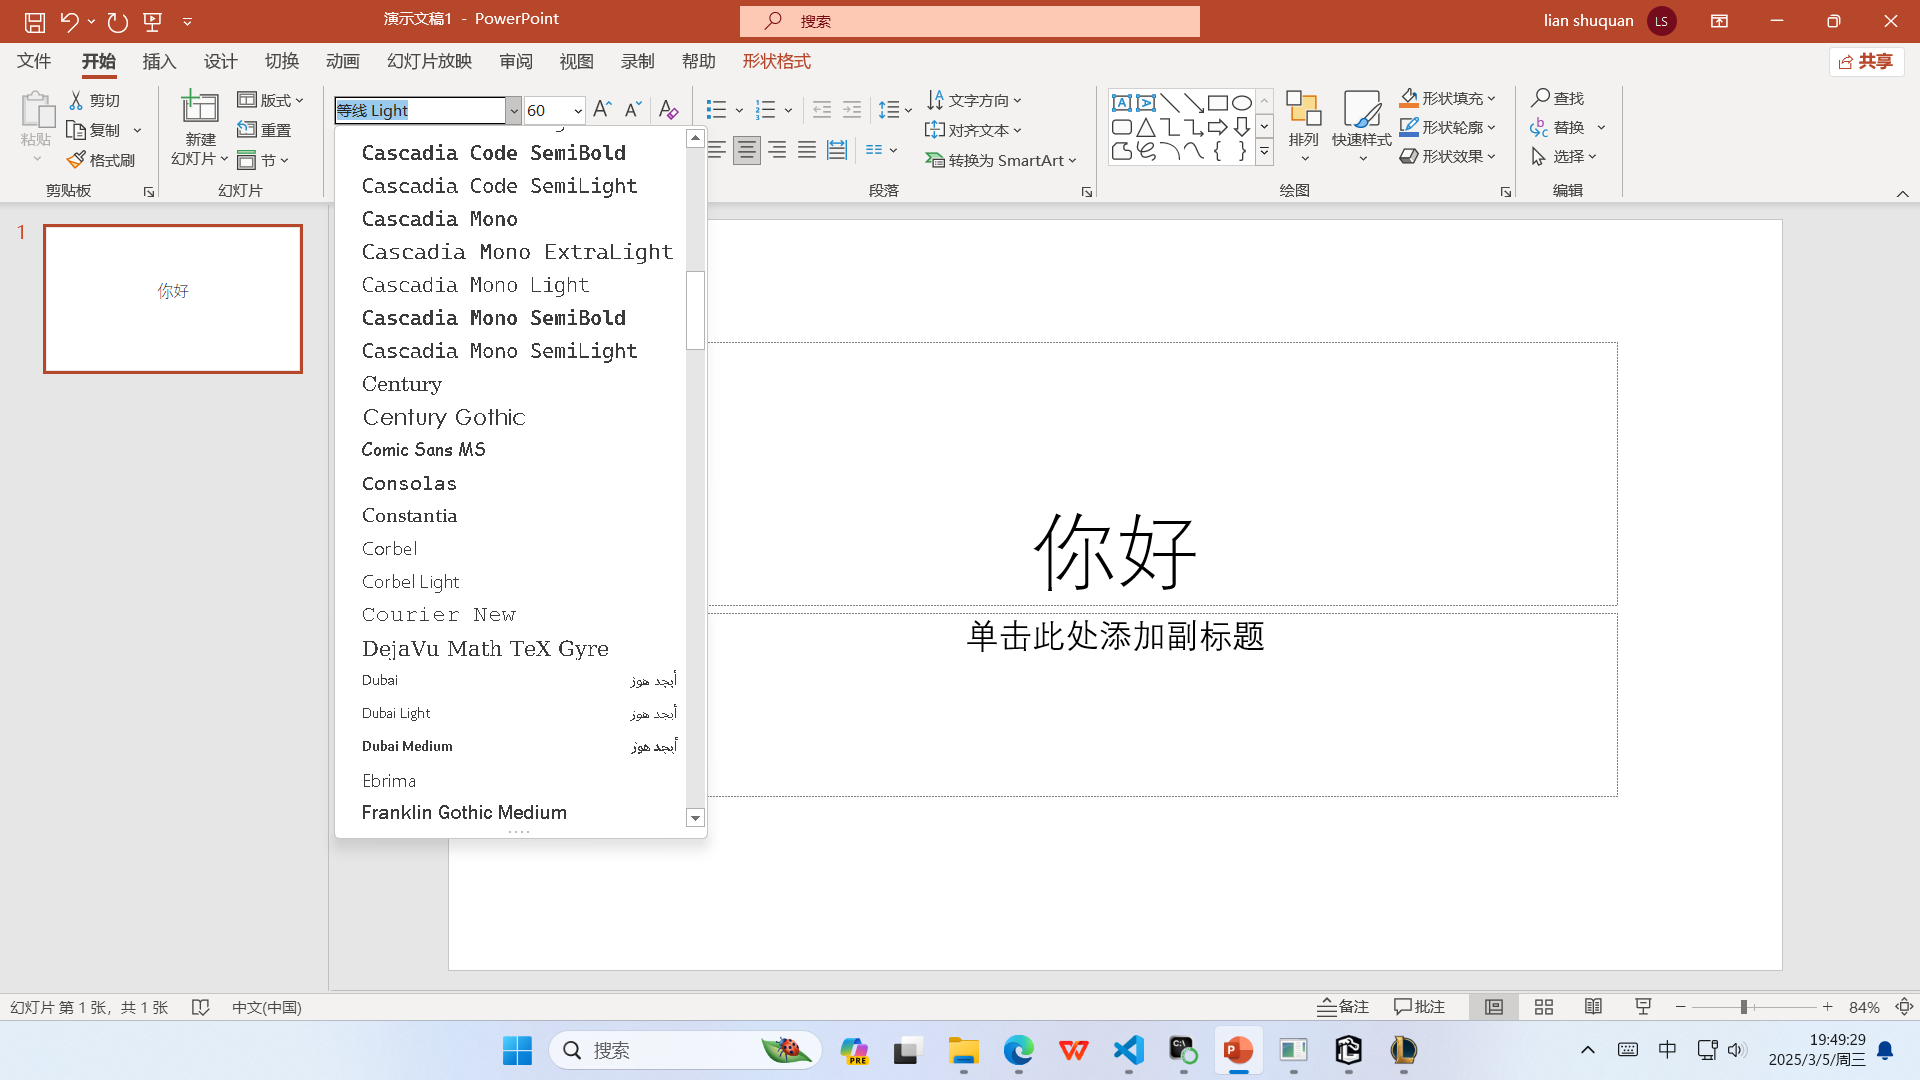 演示文稿1 - PowerPoint
搜索
lian shuquan
LS
文件 开始 插入 设计 切换 动画 幻灯片放映 审阅 视图 录制 帮助 形状格式
共享
粘贴
剪切
复制
格式刷
剪贴板
新建
幻灯片
版式
重置
节
幻灯片
等线 Light
60
文字方向
对齐文本
转换为 SmartArt
段落
排列
快速样式
形状填充
形状轮廓
形状效果
绘图
查找
替换
选择
编辑
Cascadia Code SemiBold
Cascadia Code SemiLight
Cascadia Mono
Cascadia Mono ExtraLight
Cascadia Mono Light
Cascadia Mono SemiBold
Cascadia Mono SemiLight
Century
Century Gothic
Comic Sans MS
Consolas
Constantia
Corbel
Corbel Light
Courier New
DejaVu Math TeX Gyre
Dubai أبجد هوز
Dubai Light أبجد هوز
Dubai Medium أبجد هوز
Ebrima
Franklin Gothic Medium
1
你好
你好
单击此处添加副标题
幻灯片 第 1 张，共 1 张
中文(中国)
备注
批注
84%
搜索
PRE
中
19:49:29
2025/3/5/周三